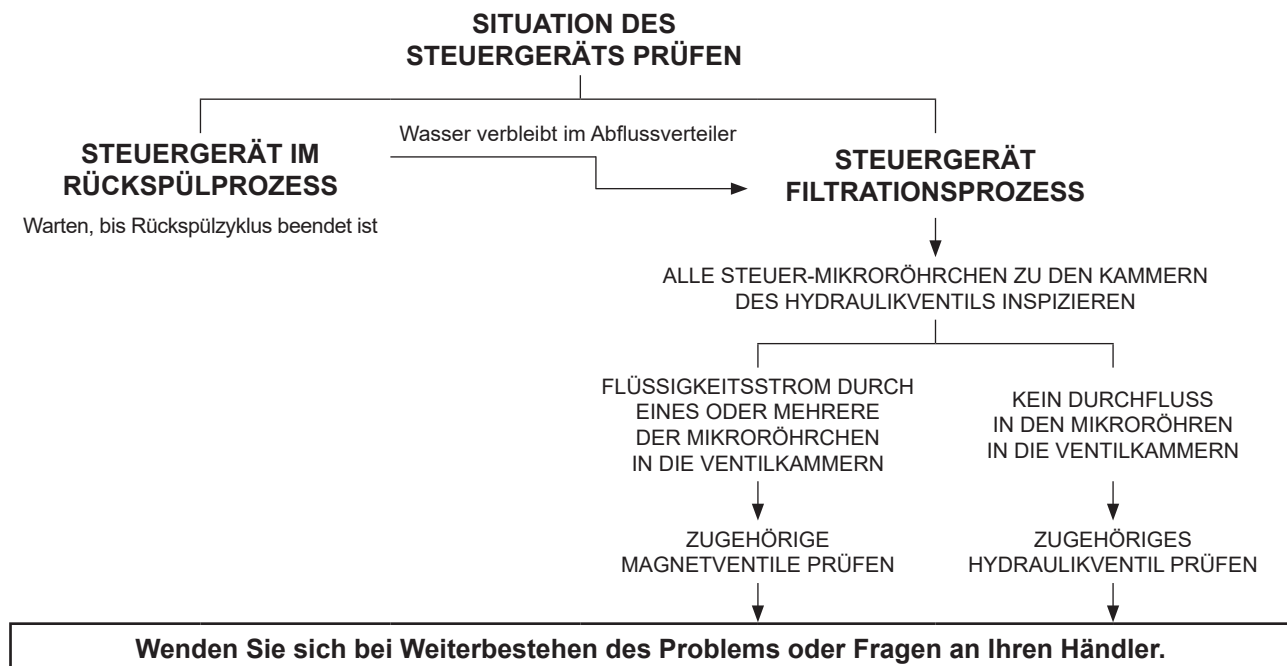 SITUATION DES
STEUERGERÄTS PRÜFEN
Wasser verbleibt im Abflussverteiler
STEUERGERÄT IM
RÜCKSPÜLPROZESS
Warten, bis Rückspülzyklus beendet ist
STEUERGERÄT
FILTRATIONSPROZESS
ALLE STEUER-MIKRORÖHRCHEN ZU DEN KAMMERN
DES HYDRAULIKVENTILS INSPIZIEREN
FLÜSSIGKEITSSTROM DURCH
EINES ODER MEHRERE
DER MIKRORÖHRCHEN
IN DIE VENTILKAMMERN
KEIN DURCHFLUSS
IN DEN MIKRORÖHREN
IN DIE VENTILKAMMERN
ZUGEHÖRIGE
MAGNETVENTILE PRÜFEN
ZUGEHÖRIGES
HYDRAULIKVENTIL PRÜFEN
Wenden Sie sich bei Weiterbestehen des Problems oder Fragen an Ihren Händler.